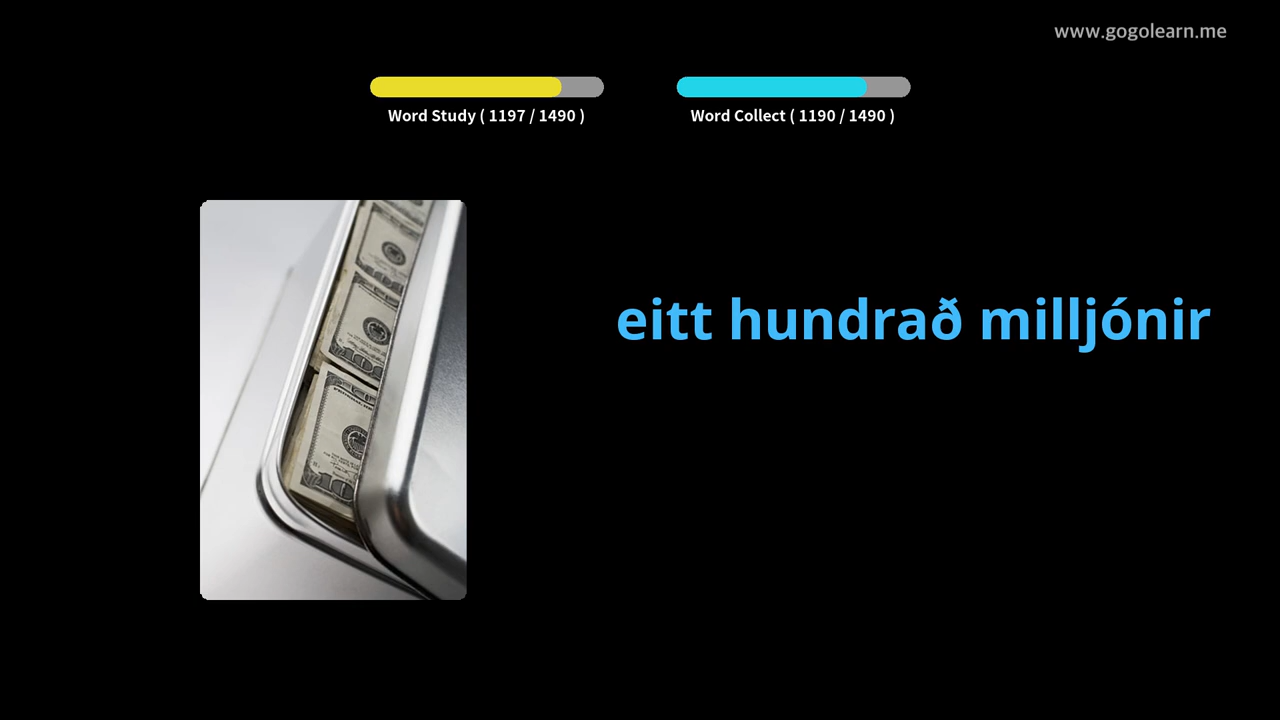 www.gogolearn.me
Word Study ( 1197 / 1490 )
Word Collect ( 1190 / 1490 )
eitt hundrað milljónir